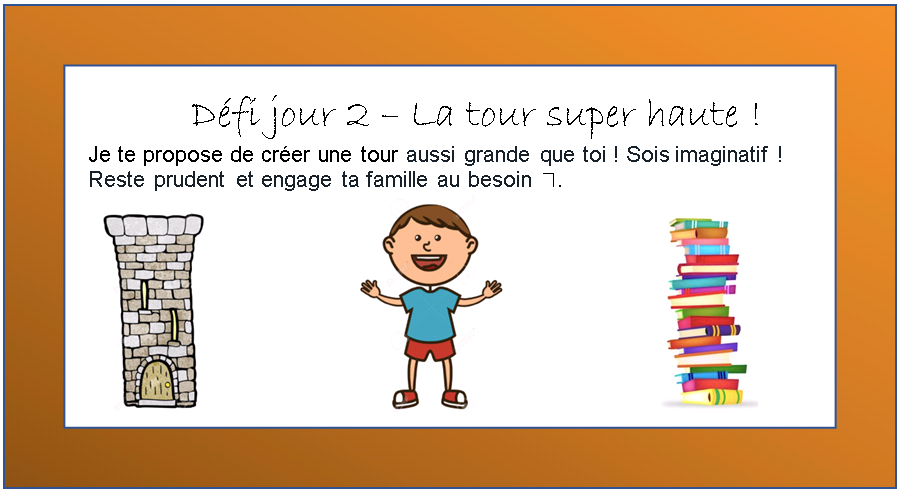 Défi jour 2 – La tour super haute !
Je te propose de créer une tour aussi grande que toi ! Sois imaginatif !
Reste prudent et engage ta famille au besoin ㄱ.